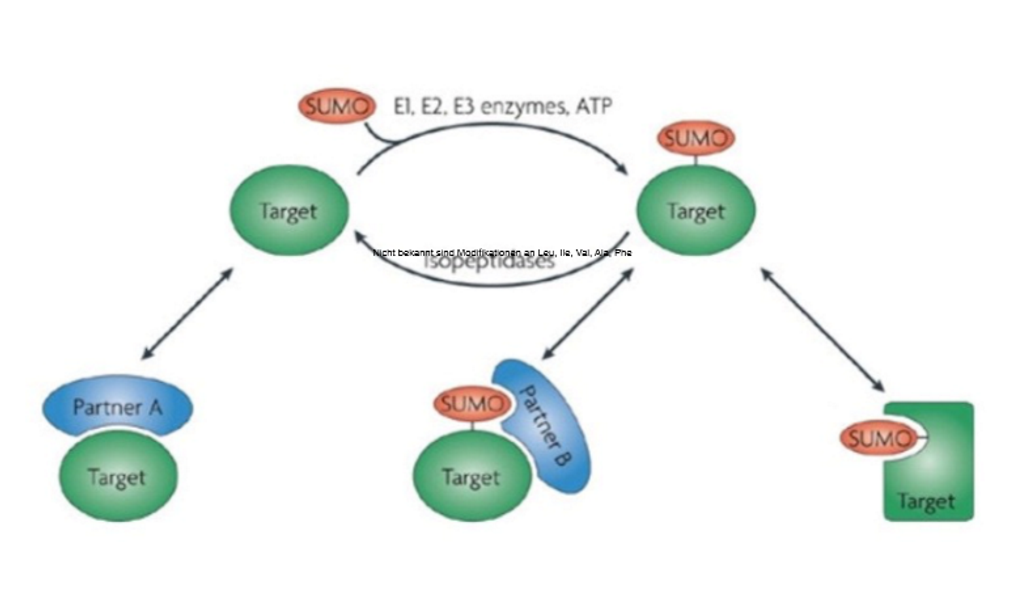 SUMO
E1, E2, E3 enzymes, ATP
SUMO
Target
Target
Nicht bekannt sind Modifikationen an Leu, Ile, Val, Ala, Phe
Isopeptidases
Partner A
Target
SUMO
Partner B
Target
SUMO
Target